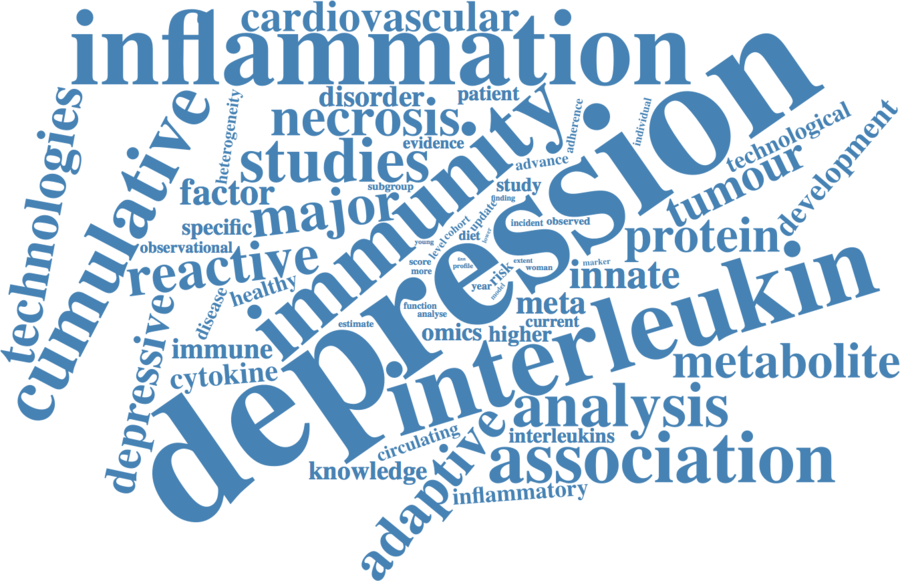 cardiovascular
inflammation
disorder
patient
necrosis.
evidence
studies
immunity
depression
technologies
cumulative
heterogeneity
adherence
individual
advance
technological
development
tumour
factor
subgroup
study
finding
major
specific
observational
reactive
update
cohort
level
diet
lower
incident
observed
protein
young
score
more
profile
extent
woman
marker
risk
year
model
innate
disease
healthy
depressive
function
analyse
estimate
meta
current
omics
higher
interleukin
immune
cytokine
metabolite
analysis
circulating
interleukins
association
knowledge
adaptive
inflammatory